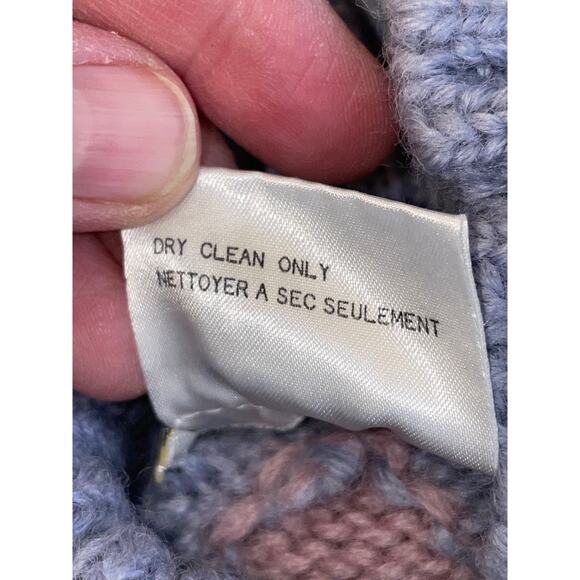 DRY CLEAN ONLY
NETTOYER A SEC SEULEMENT